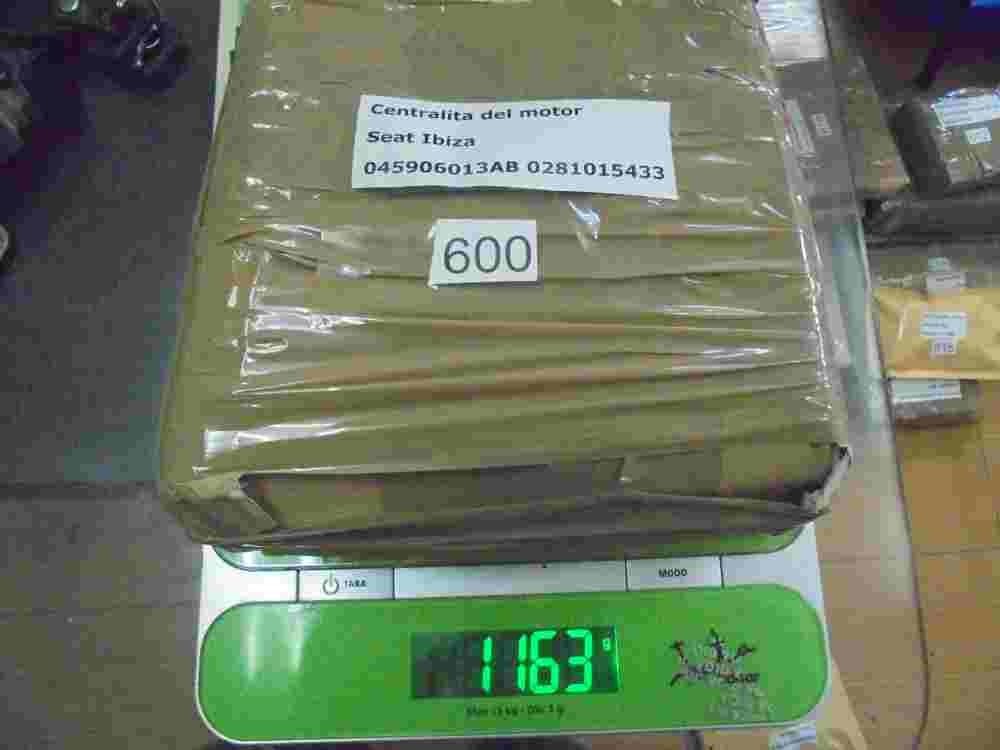 Centralita del motor
Seat Ibiza
045906013AB 0281015433
600
TARA
MODO
1163 g